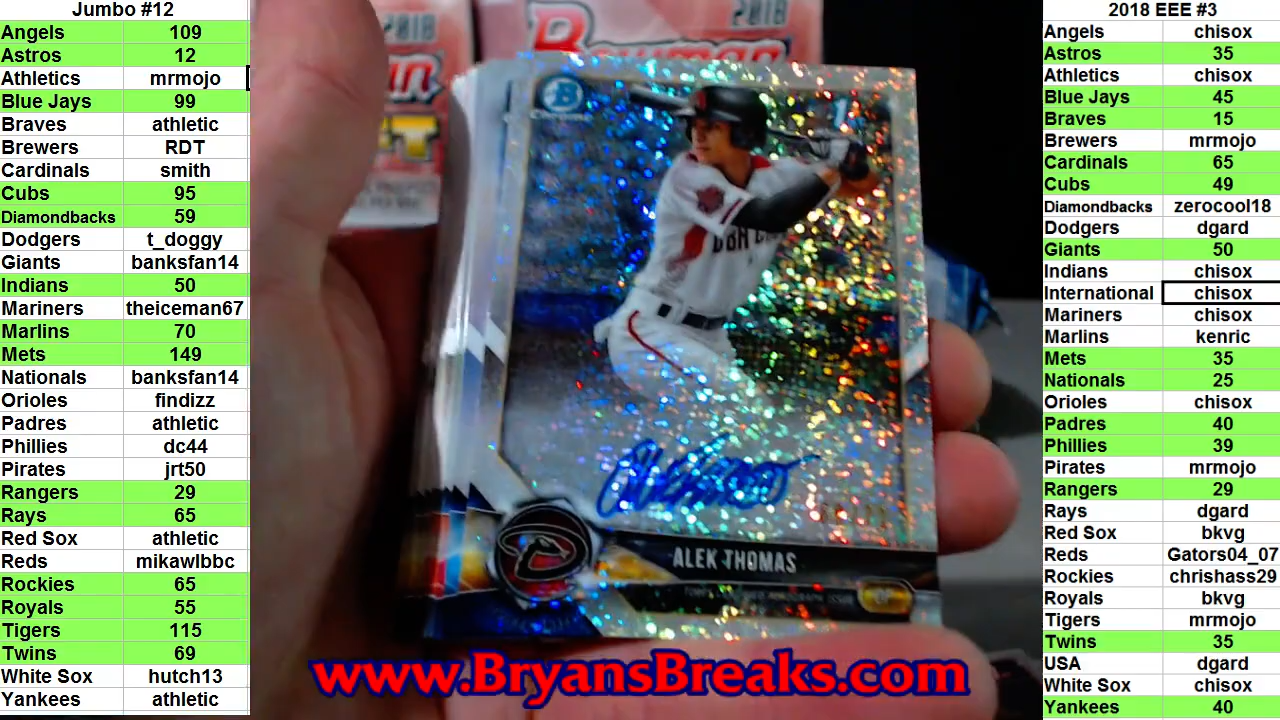 Jumbo #12
Angels 109
Astros 12
Athletics mrmojo
Blue Jays 99
Braves athletic
Brewers RDT
Cardinals smith
Cubs 95
Diamondbacks 59
Dodgers t_doggy
Giants banksfan14
Indians 50
Mariners theiceman67
Marlins 70
Mets 149
Nationals banksfan14
Orioles findizz
Padres athletic
Phillies dc44
Pirates jrt50
Rangers 29
Rays 65
Red Sox athletic
Reds mikawlbbc
Rockies 65
Royals 55
Tigers 115
Twins 69
White Sox hutch13
Yankees athletic
2018
2018
Bowman
B
Chrome
1
ALEK THOMAS
OF
www.BryansBreaks.com
2018 EEE #3
Angels chisox
Astros 35
Athletics chisox
Blue Jays 45
Braves 15
Brewers mrmojo
Cardinals 65
Cubs 49
Diamondbacks zerocool18
Dodgers dgard
Giants 50
Indians chisox
International chisox
Mariners chisox
Marlins kenric
Mets 35
Nationals 25
Orioles chisox
Padres 40
Phillies 39
Pirates mrmojo
Rangers 29
Rays dgard
Red Sox bkvg
Reds Gators04_07
Rockies chrishass29
Royals bkvg
Tigers mrmojo
Twins 35
USA dgard
White Sox chisox
Yankees 40